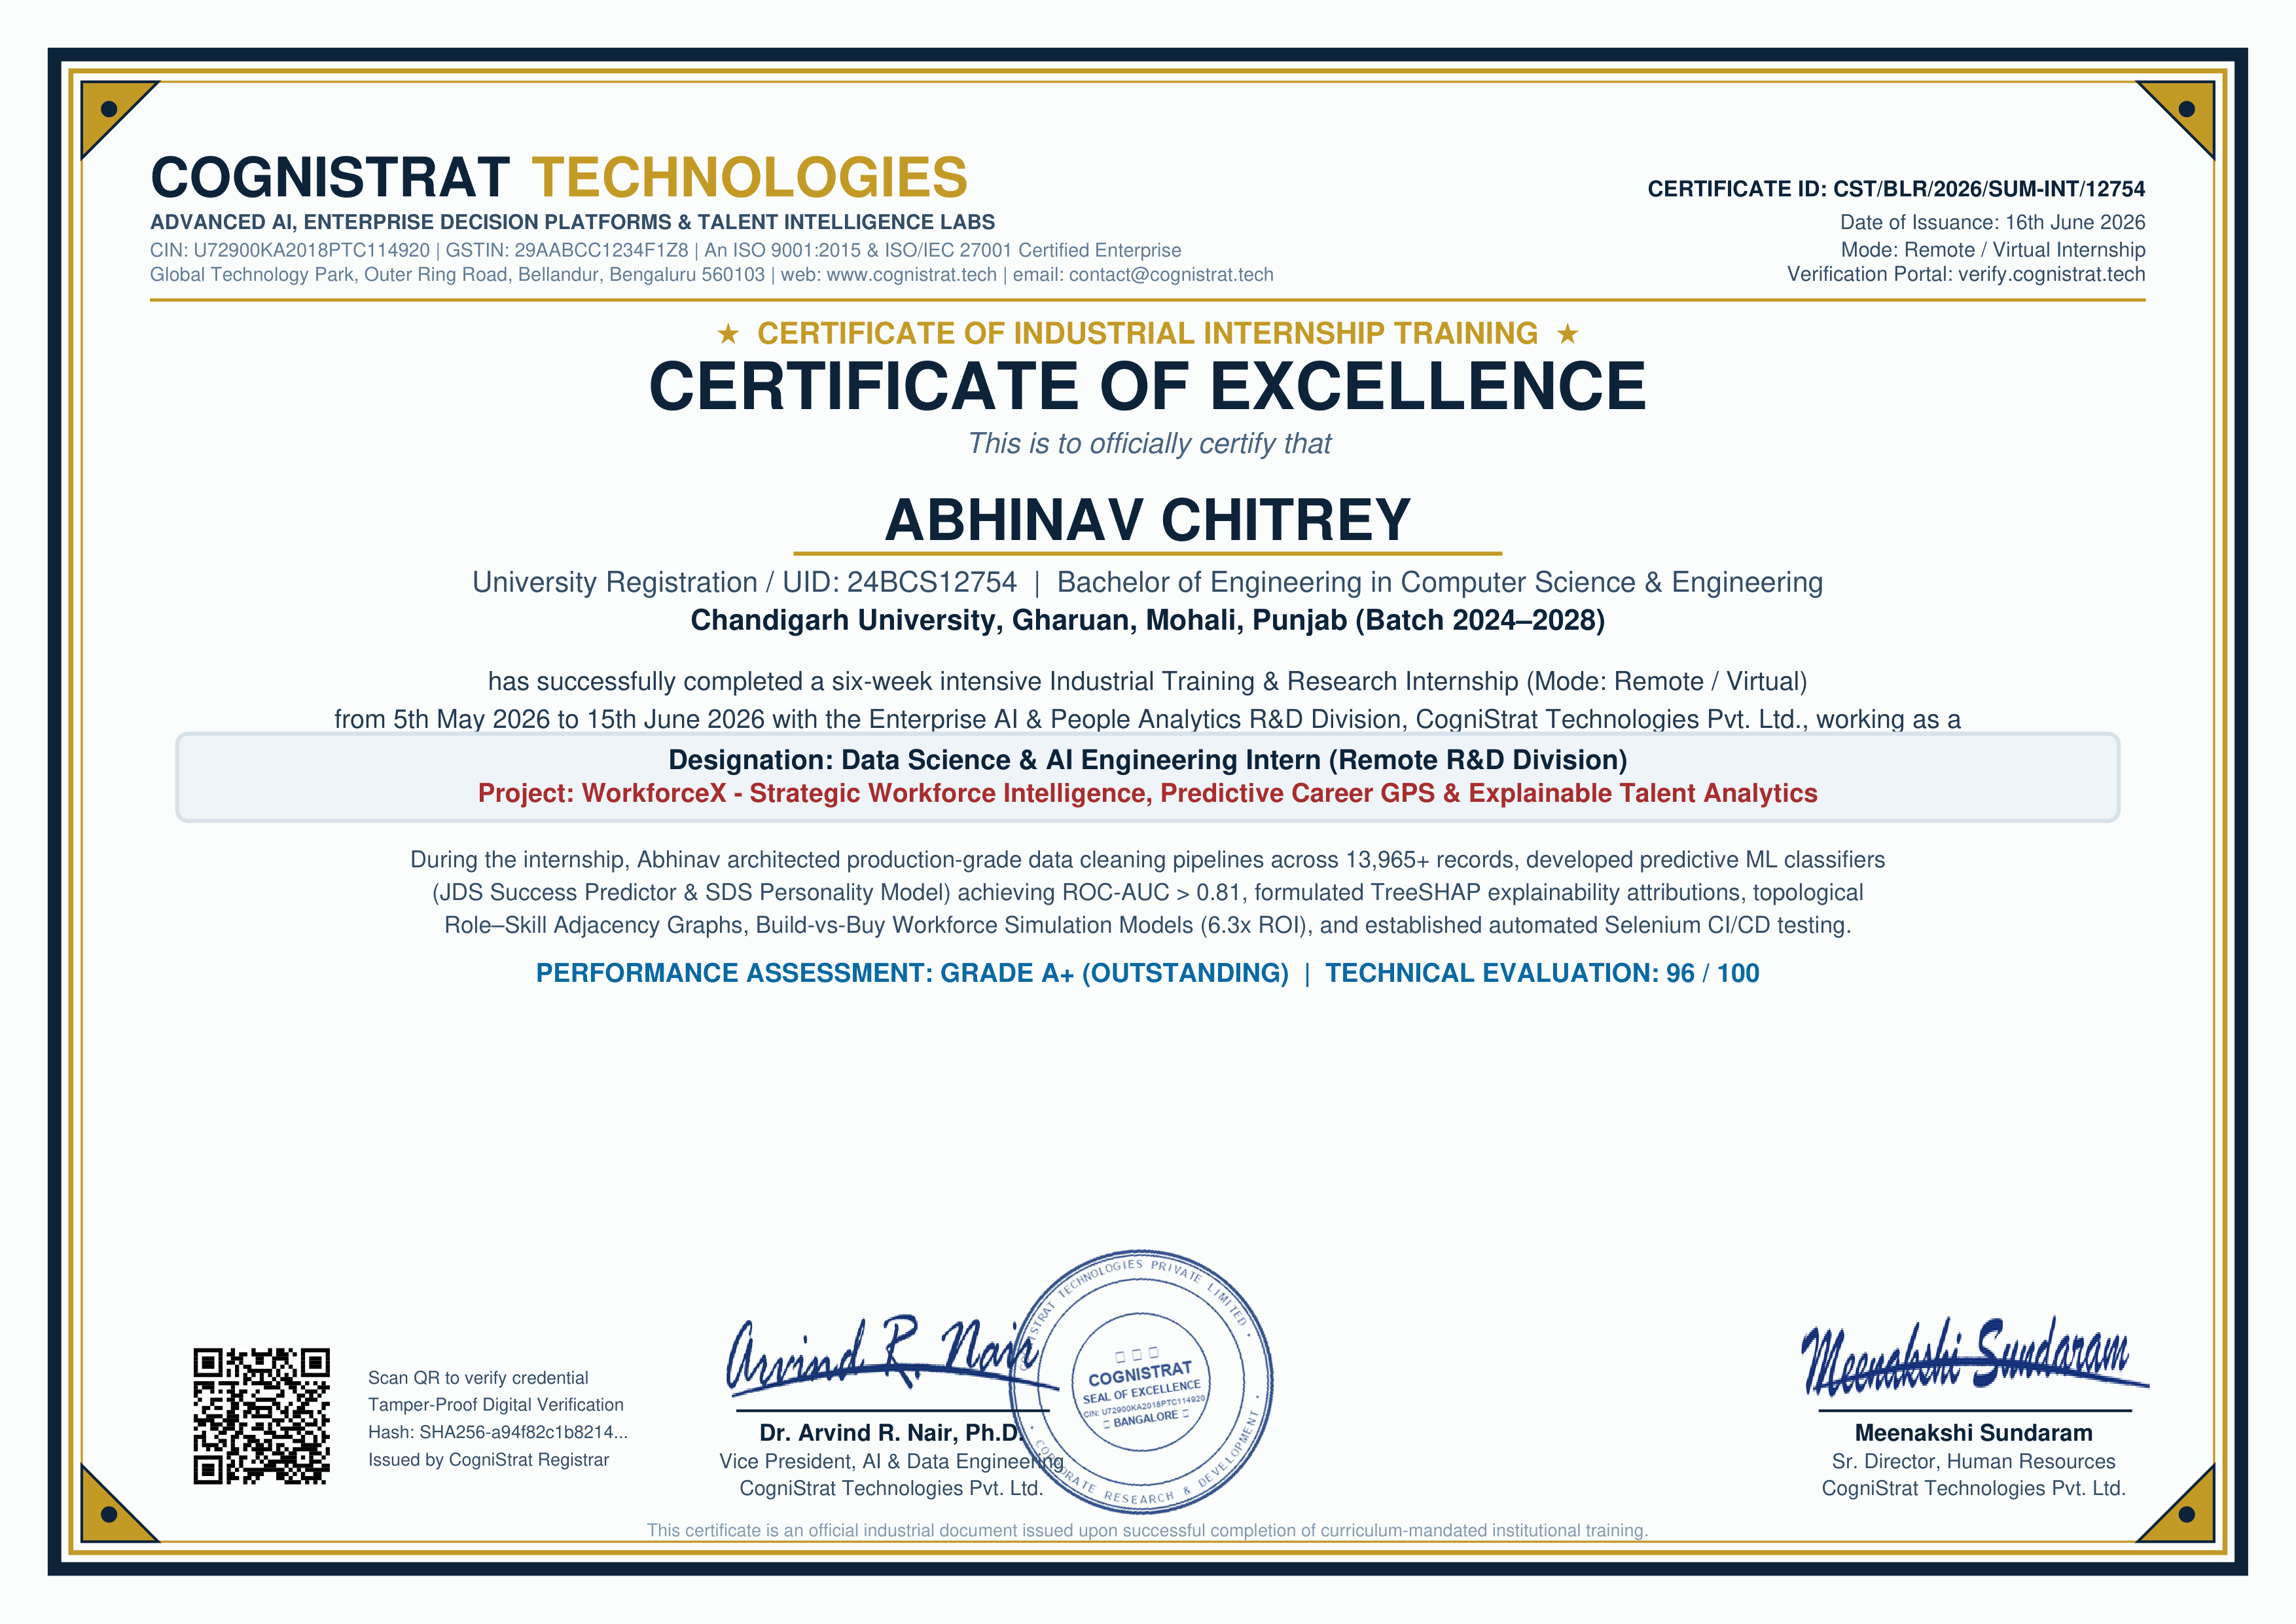 COGNISTRAT TECHNOLOGIES
ADVANCED AI, ENTERPRISE DECISION PLATFORMS & TALENT INTELLIGENCE LABS
CIN: U72900KA2018PTC114920 | GSTIN: 29AABCC1234F1Z8 | An ISO 9001:2015 & ISO/IEC 27001 Certified Enterprise
Global Technology Park, Outer Ring Road, Bellandur, Bengaluru 560103 | web: www.cognistrat.tech | email: contact@cognistrat.tech
CERTIFICATE ID: CST/BLR/2026/SUM-INT/12754
Date of Issuance: 16th June 2026
Mode: Remote / Virtual Internship
Verification Portal: verify.cognistrat.tech
★ CERTIFICATE OF INDUSTRIAL INTERNSHIP TRAINING ★
CERTIFICATE OF EXCELLENCE
This is to officially certify that
ABHINAV CHITREY
University Registration / UID: 24BCS12754 | Bachelor of Engineering in Computer Science & Engineering
Chandigarh University, Gharuan, Mohali, Punjab (Batch 2024–2028)
has successfully completed a six-week intensive Industrial Training & Research Internship (Mode: Remote / Virtual)
from 5th May 2026 to 15th June 2026 with the Enterprise AI & People Analytics R&D Division, CogniStrat Technologies Pvt. Ltd., working as a
Designation: Data Science & AI Engineering Intern (Remote R&D Division)
Project: WorkforceX - Strategic Workforce Intelligence, Predictive Career GPS & Explainable Talent Analytics
During the internship, Abhinav architected production-grade data cleaning pipelines across 13,965+ records, developed predictive ML classifiers
(JDS Success Predictor & SDS Personality Model) achieving ROC-AUC > 0.81, formulated TreeSHAP explainability attributions, topological
Role–Skill Adjacency Graphs, Build-vs-Buy Workforce Simulation Models (6.3x ROI), and established automated Selenium CI/CD testing.
PERFORMANCE ASSESSMENT: GRADE A+ (OUTSTANDING) | TECHNICAL EVALUATION: 96 / 100
Scan QR to verify credential
Tamper-Proof Digital Verification
Hash: SHA256-a94f82c1b8214...
Issued by CogniStrat Registrar
Arvind R. Nair
Dr. Arvind R. Nair, Ph.D.
Vice President, AI & Data Engineering
CogniStrat Technologies Pvt. Ltd.
COGNISTRAT TECHNOLOGIES PRIVATE LIMITED •
COGNISTRAT
SEAL OF EXCELLENCE
CIN: U72900KA2018PTC114920
BANGALORE
• CORPORATE RESEARCH & DEVELOPMENT •
Meenakshi Sundaram
Meenakshi Sundaram
Sr. Director, Human Resources
CogniStrat Technologies Pvt. Ltd.
This certificate is an official industrial document issued upon successful completion of curriculum-mandated institutional training.